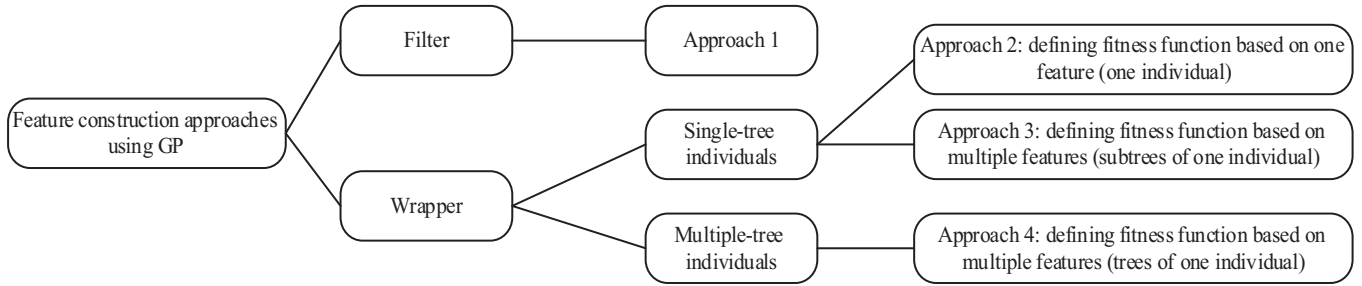 Feature construction approaches
using GP
Filter
Approach 1
Wrapper
Single-tree
individuals
Approach 2: defining fitness function based on one
feature (one individual)
Approach 3: defining fitness function based on
multiple features (subtrees of one individual)
Multiple-tree
individuals
Approach 4: defining fitness function based on
multiple features (trees of one individual)